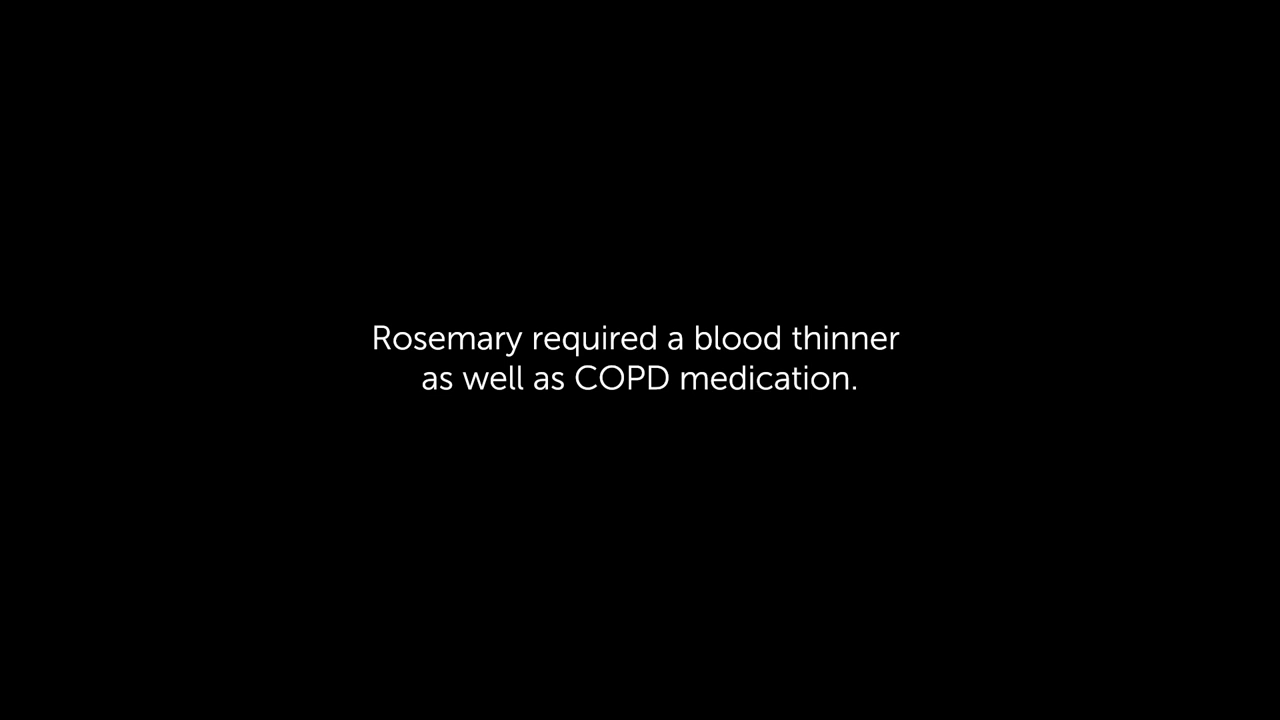 Rosemary required a blood thinner
as well as COPD medication.